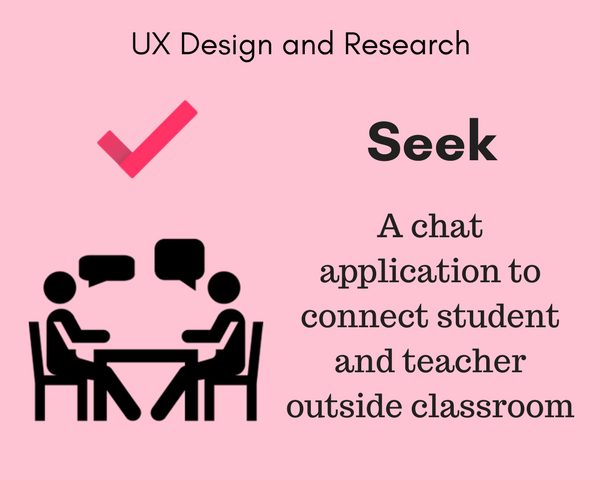 UX Design and Research
Seek
A chat
application to
connect student
and teacher
outside classroom